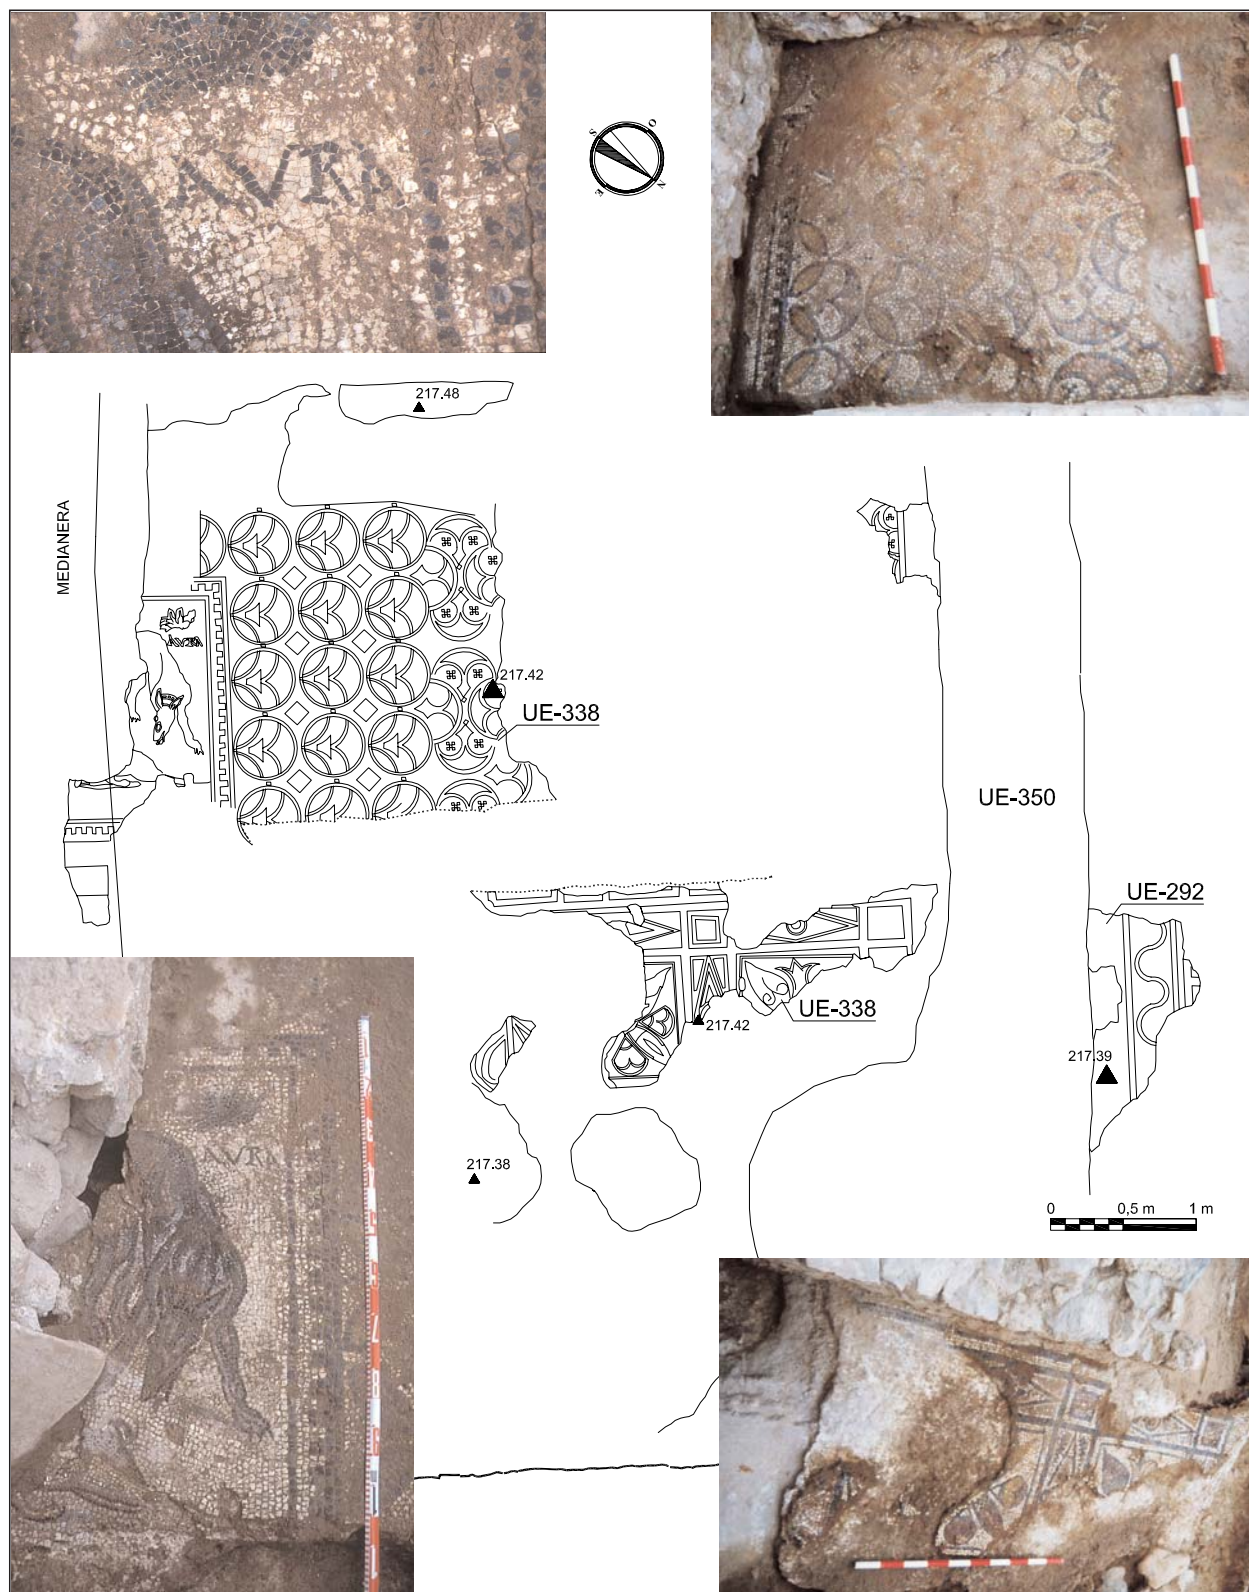 AVRA
S
O
E
N
217.48
MEDIANERA
AVRA
217.42
UE-338
UE-350
UE-292
217.42
UE-338
217.39
217.38
AVRA
0 0,5 m 1 m